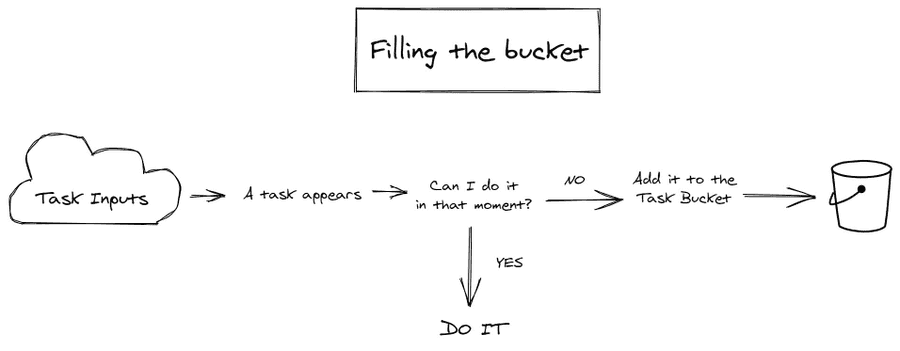 Filling the bucket
Task Inputs
A task appears
Can I do it
in that moment?
NO
Add it to the
Task Bucket
YES
DO IT